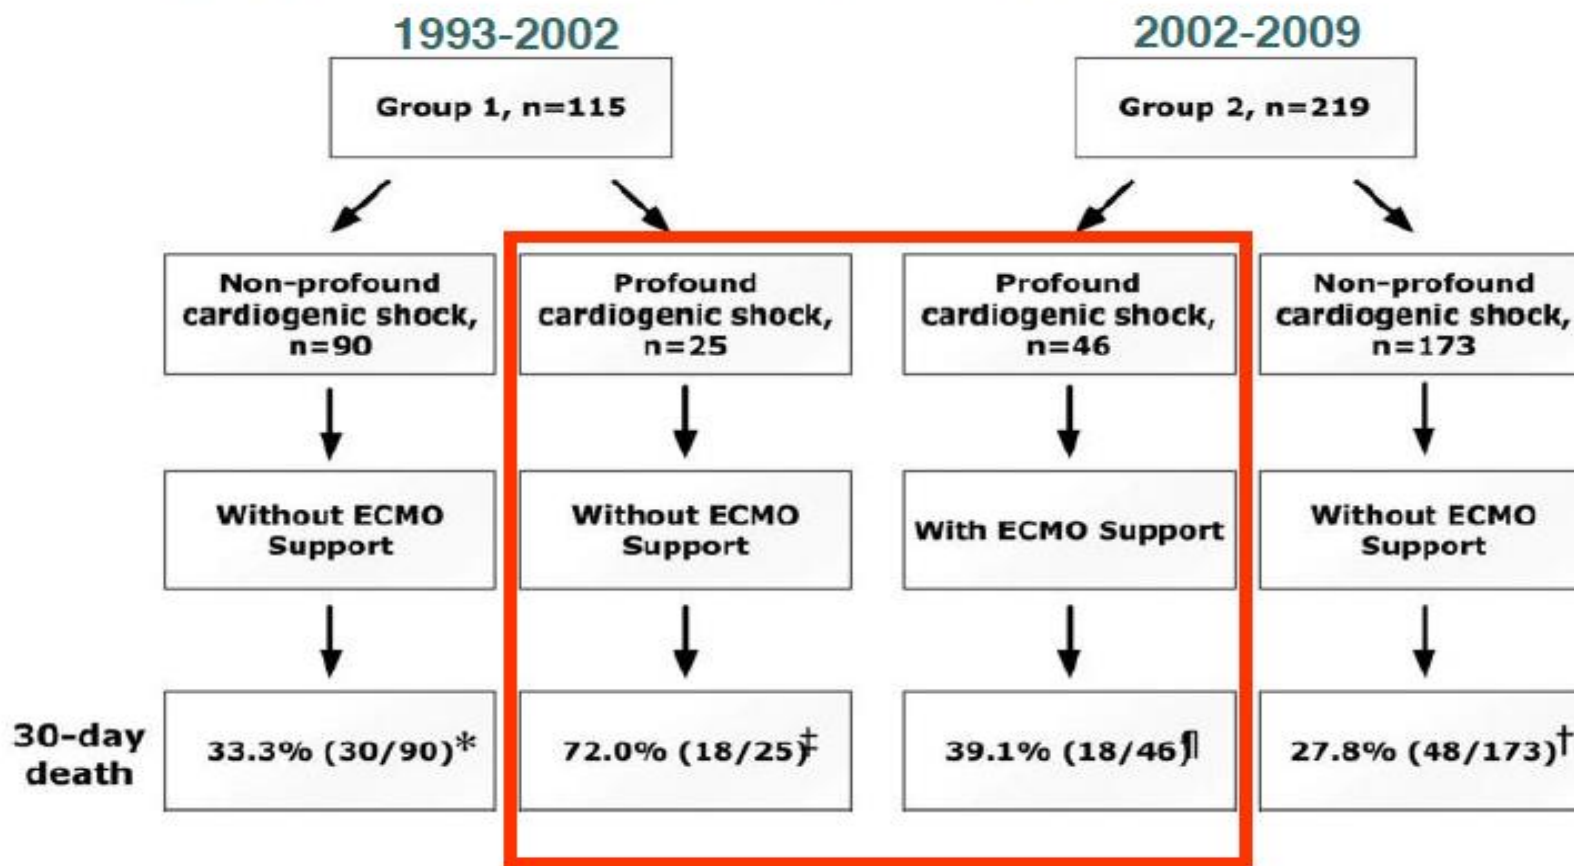 1993-2002
2002-2009
Group 1, n=115
Group 2, n=219
Non-profound
cardiogenic shock,
n=90
Profound
cardiogenic shock,
n=25
Profound
cardiogenic shock,
n=46
Non-profound
cardiogenic shock,
n=173
Without ECMO
Support
Without ECMO
Support
With ECMO Support
Without ECMO
Support
30-day
death
33.3% (30/90)*
72.0% (18/25)‡
39.1% (18/46)¶
27.8% (48/173)†